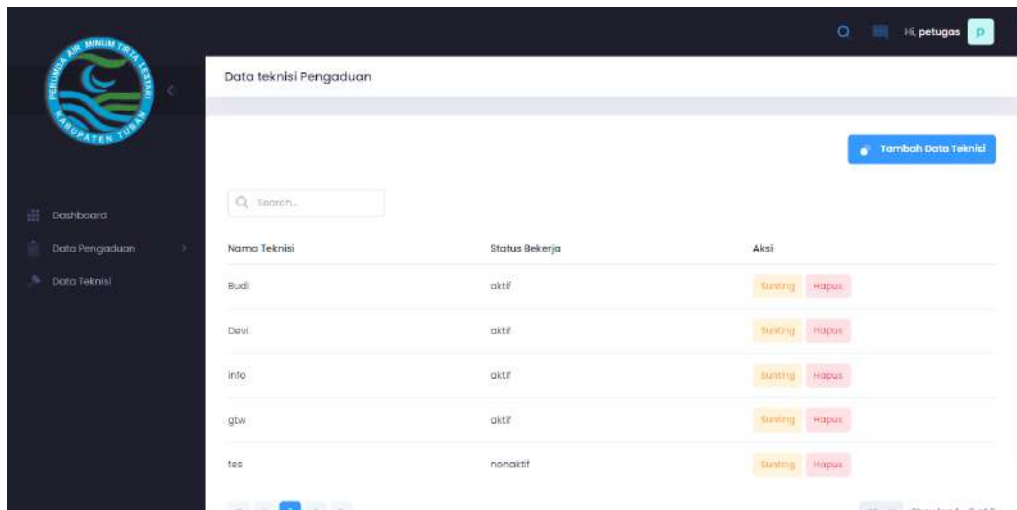 PERUMDA AIR MINUM TIRTA LESTARI
KABUPATEN TUBAN
Hi, petugas P
Data teknisi Pengaduan
Tambah Data Teknisi
Search...
Dashboard
Data Pengaduan
Data Teknisi
Nama Teknisi Status Bekerja Aksi
Budi aktif Sunting Hapus
Devi aktif Sunting Hapus
info aktif Sunting Hapus
gtw aktif Sunting Hapus
tes nonaktif Sunting Hapus